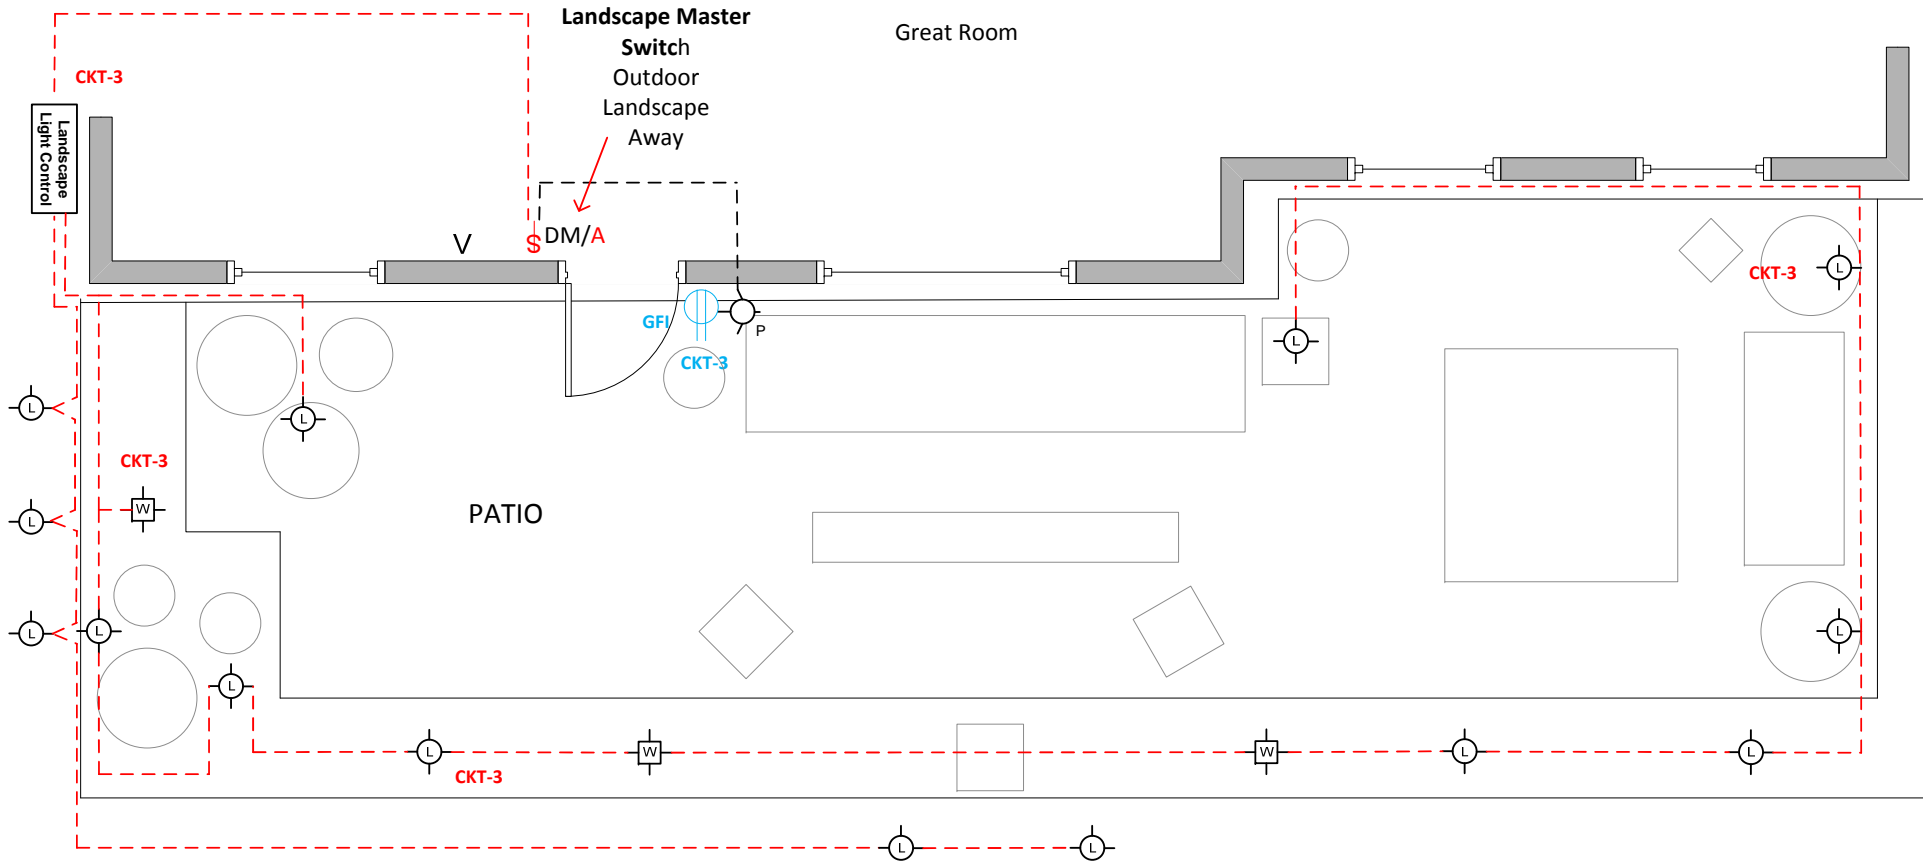 Landscape Master
Switch
Outdoor
Landscape
Away
Great Room
CKT-3
Landscape
Light Control
V
$
DM/A
GFI
P
CKT-3
CKT-3
L
L
L
L
L
CKT-3
W
PATIO
L
L
L
L
L
L
W
W
L
L
CKT-3
L
L